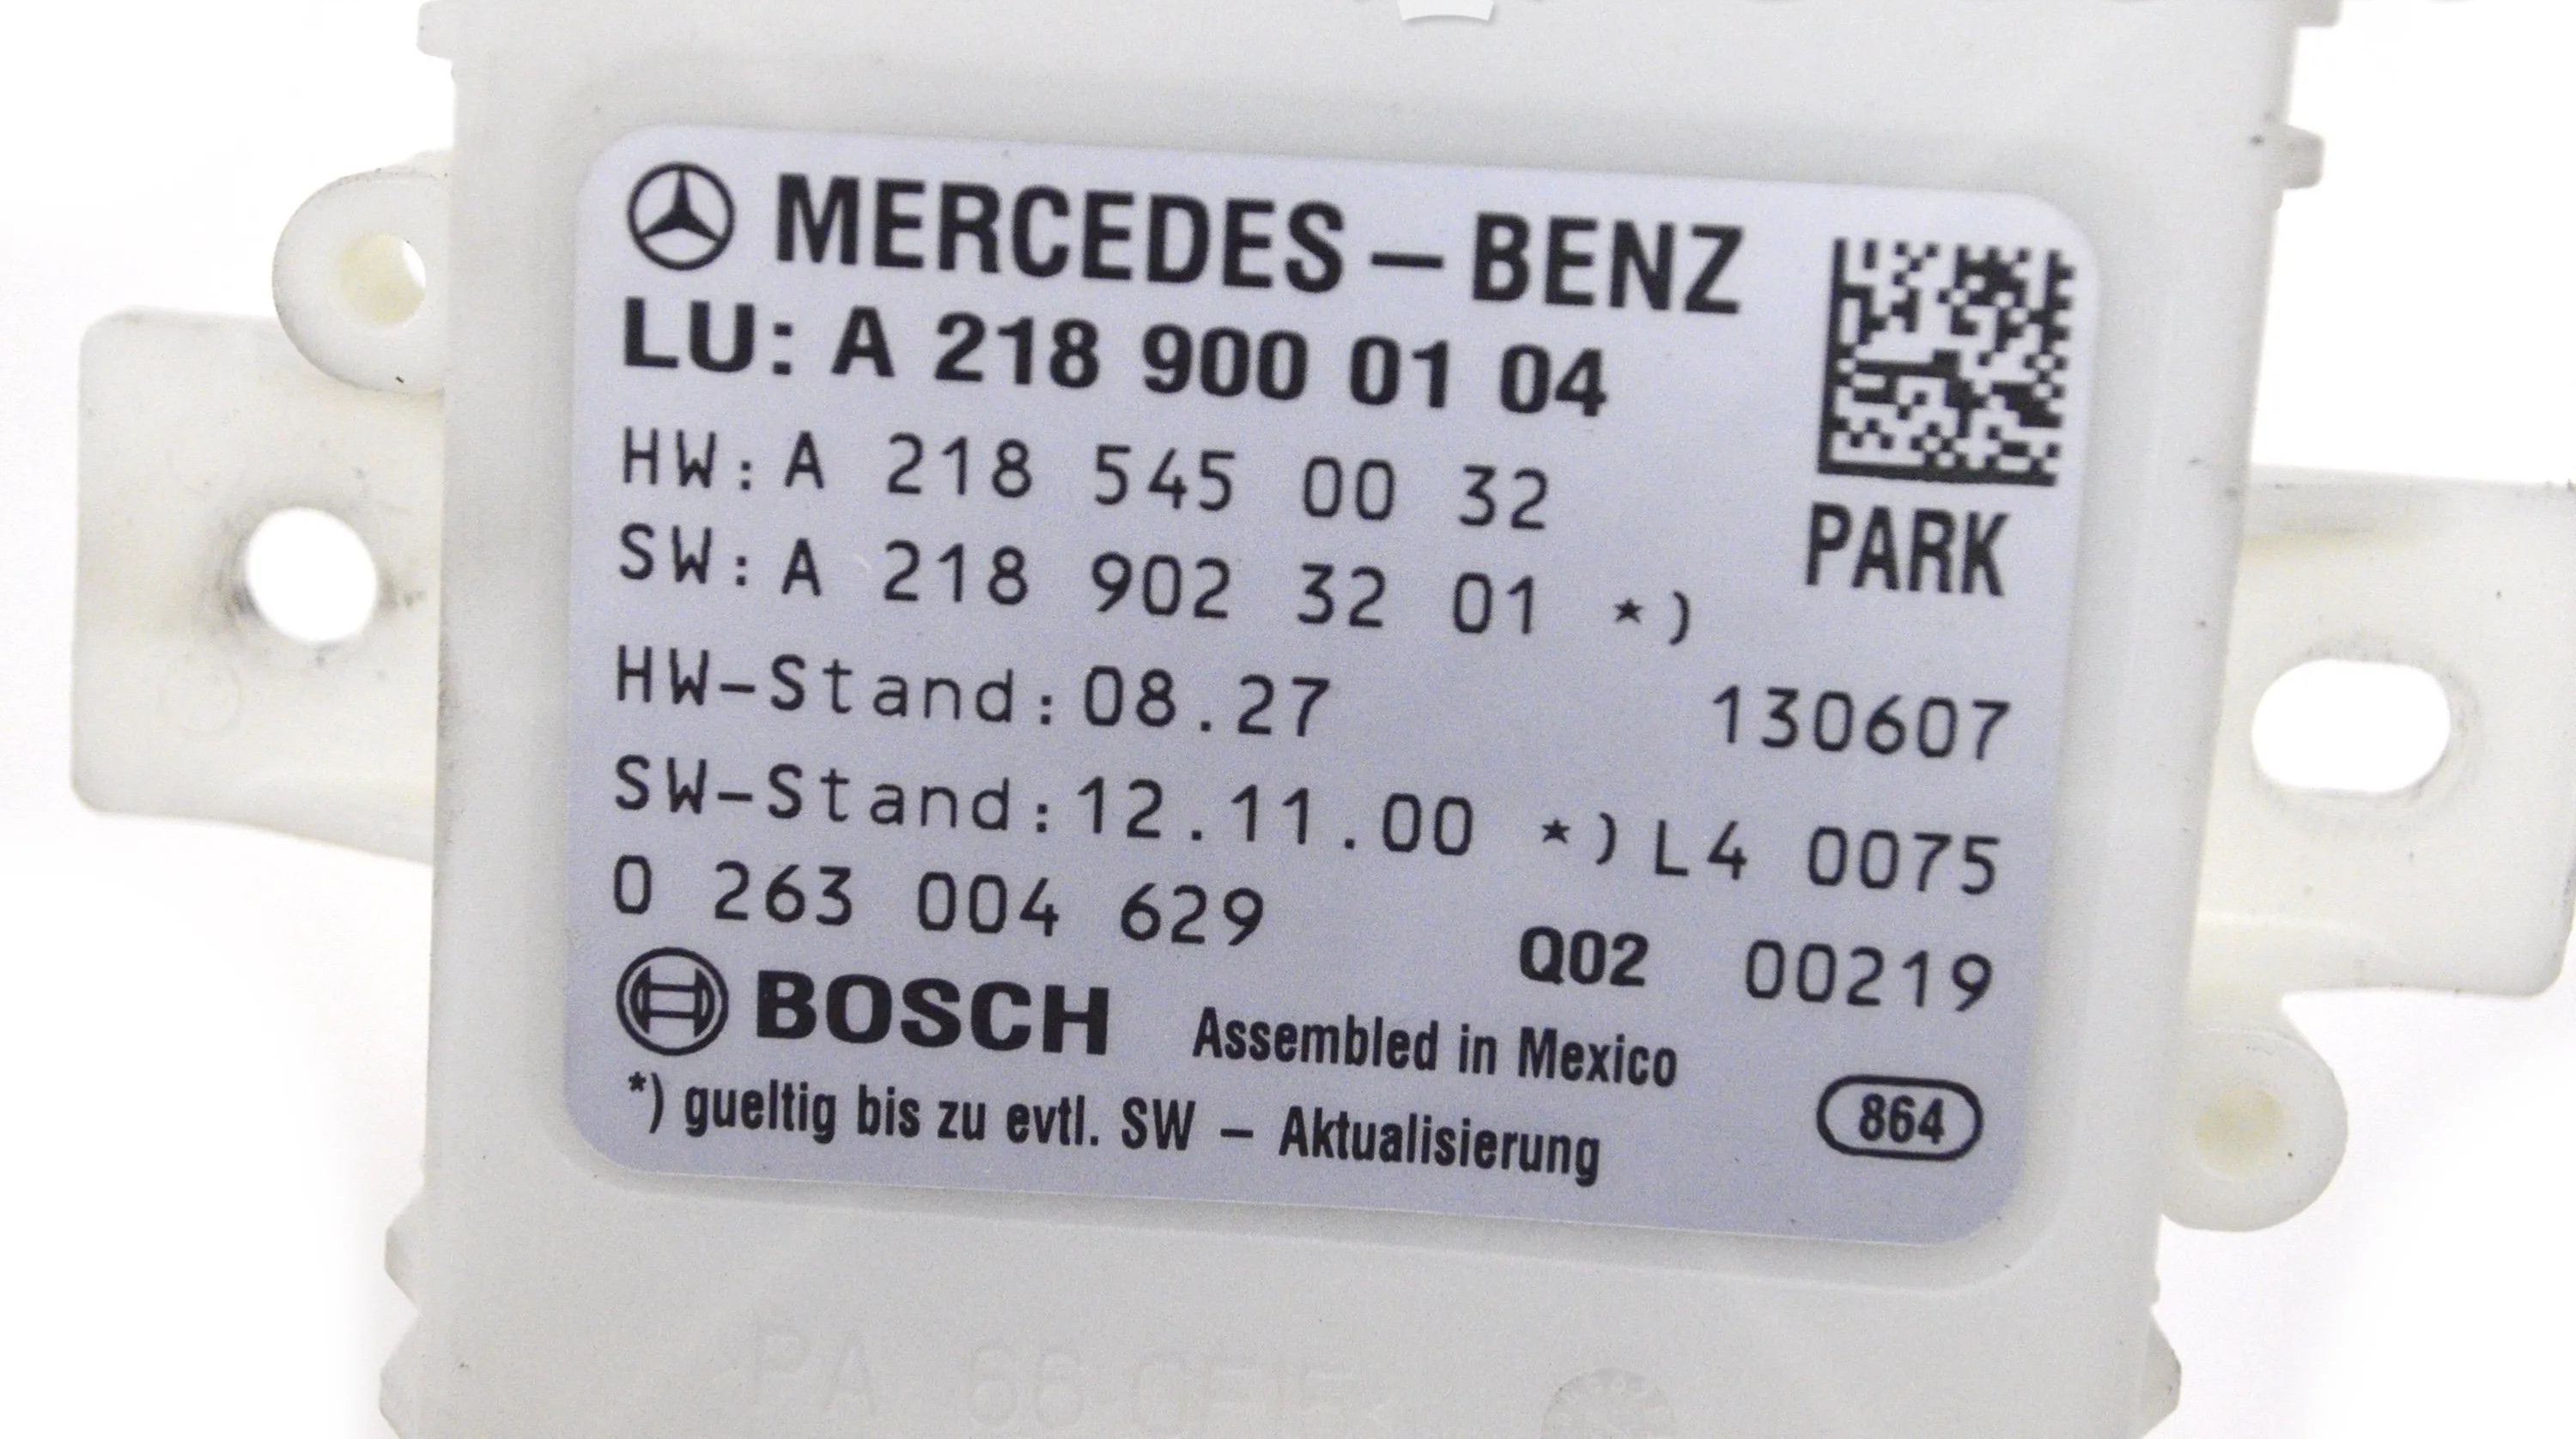 MERCEDES-BENZ
LU: A 218 900 01 04
HW: A 218 545 00 32
SW: A 218 902 32 01 *)
PARK
HW-Stand: 08.27 130607
SW-Stand: 12.11.00 *) L4 0075
0 263 004 629 Q02 00219
BOSCH Assembled in Mexico
*) gueltig bis zu evtl. SW - Aktualisierung 864
PA 66